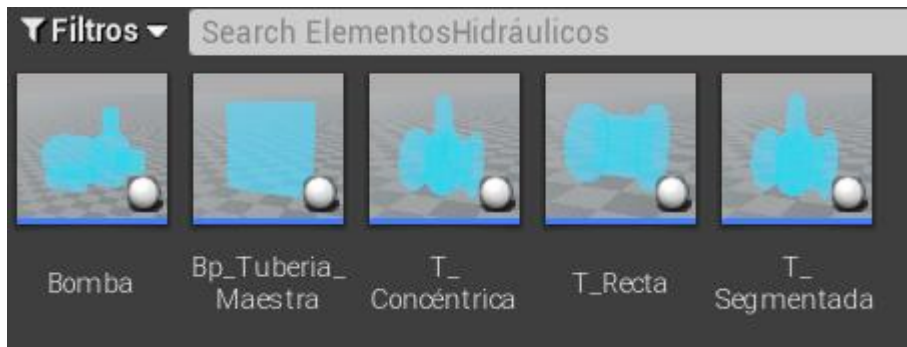 Filtros
Search ElementosHidráulicos
Bomba
Bp_Tuberia_
Maestra
T_
Concéntrica
T_Recta
T_
Segmentada